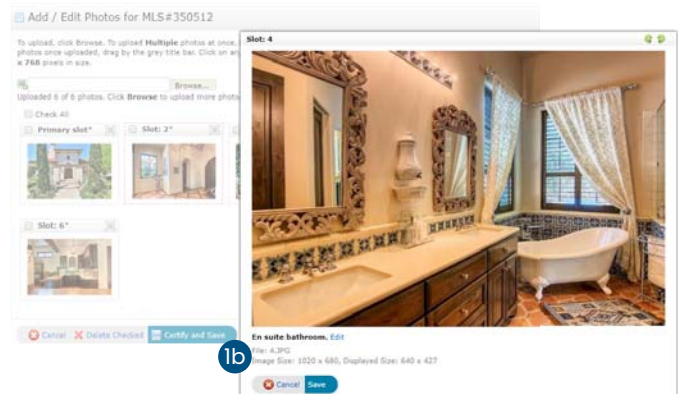 Add / Edit Photos for MLS#350512
To upload, click Browse. To upload Multiple photos at once,
photos once uploaded, drag by the grey title bar. Click on an
x 768 pixels in size.
Browse...
Uploaded 6 of 6 photos. Click Browse to upload more photo
Check All
Primary slot*
Slot: 2*
Slot: 6*
Cancel Delete Checked Certify and Save
Slot: 4
En suite bathroom. Edit
File: 4.JPG
Image Size: 1020 x 680, Displayed Size: 640 x 427
1b
Cancel Save